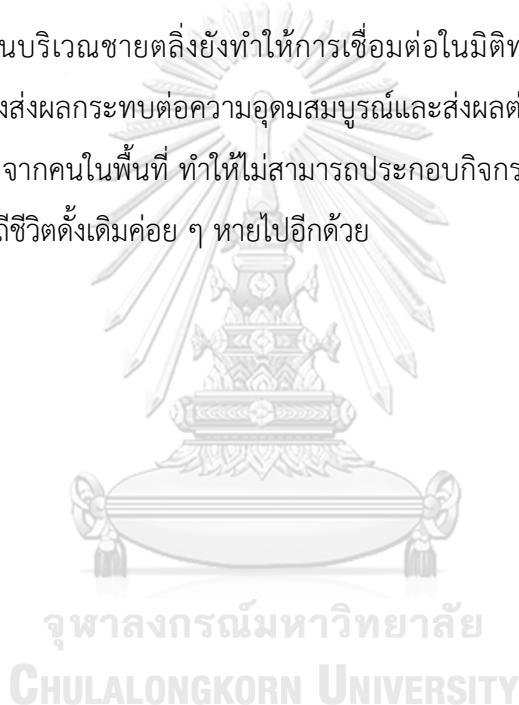 นบริเวณชายตลิ่งยังทำให้การเชื่อมต่อในมิติท
งส่งผลกระทบต่อความอุดมสมบูรณ์และส่งผลต่
จากคนในพื้นที่ ทำให้ไม่สามารถประกอบกิจกร
ถีชีวิตดั้งเดิมค่อย ๆ หายไปอีกด้วย
จุฬาลงกรณ์มหาวิทยาลัย
CHULALONGKORN UNIVERSITY